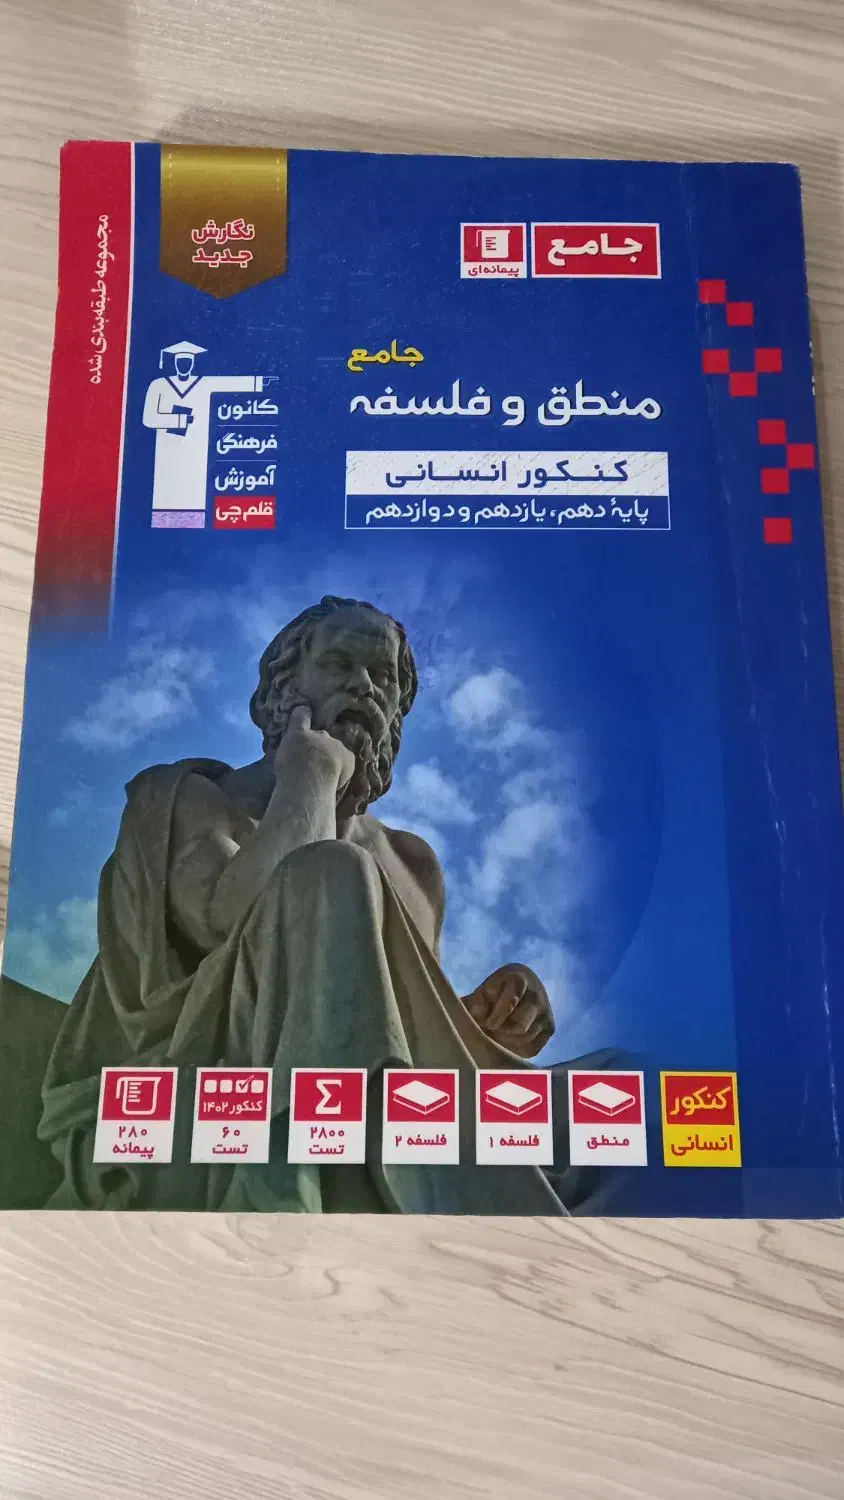 مجموعه طبقه‌بندی شده
نگارش
جدید
جامع
پیمانه‌ای
جامع
منطق و فلسفه
کنکور انسانی
پایهٔ دهم، یازدهم و دوازدهم
کانون
فرهنگی
آموزش
قلم‌چی
کنکور
انسانی
منطق
فلسفه ۱
فلسفه ۲
۲۸۰۰
تست
کنکور ۱۴۰۲
۶۰
تست
۲۸۰
پیمانه